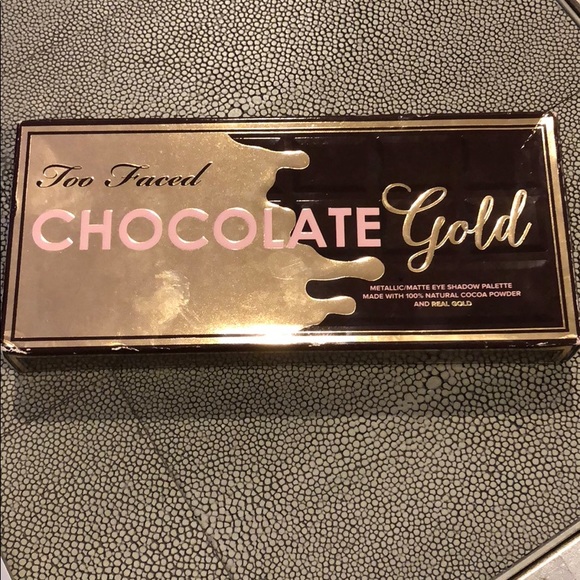 Too Faced
CHOCOLATE Gold
METALLIC/MATTE EYE SHADOW PALETTE
MADE WITH 100% NATURAL COCOA POWDER
AND REAL GOLD